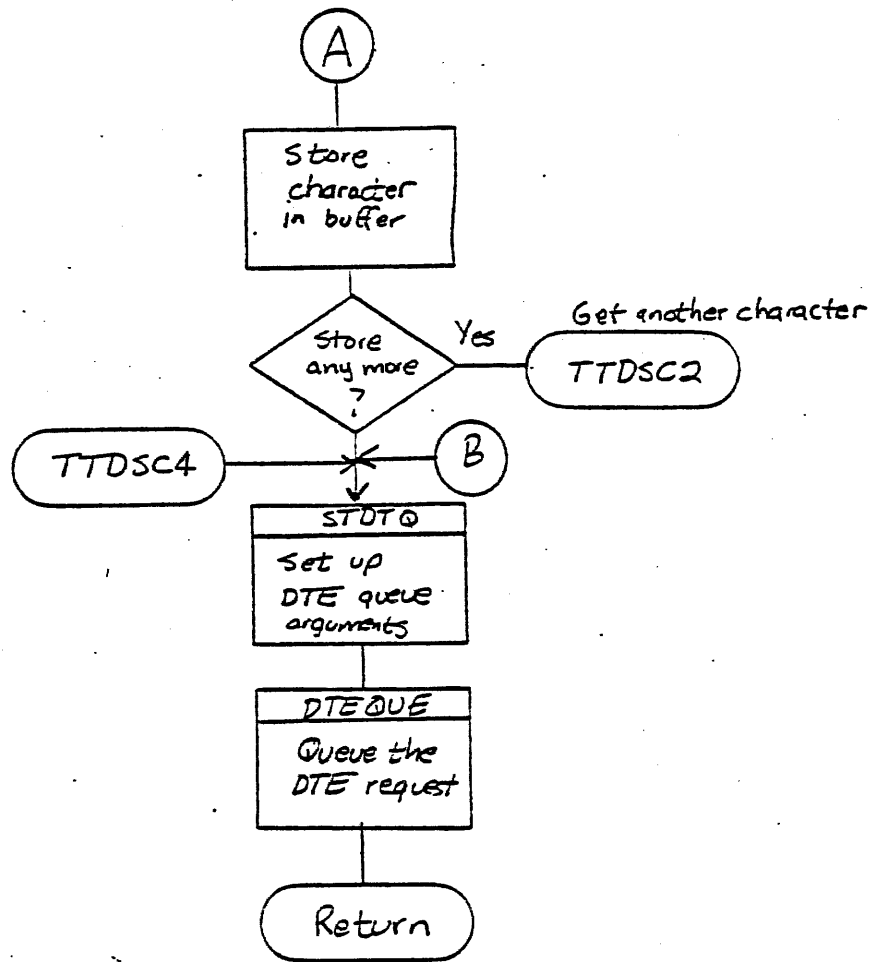 A
Store
character
in buffer
Get another character
Yes
Store
any more
?
TTDSC2
TTDSC4
B
STDTQ
Set up
DTE queue
arguments
DTEQUE
Queue the
DTE request
Return